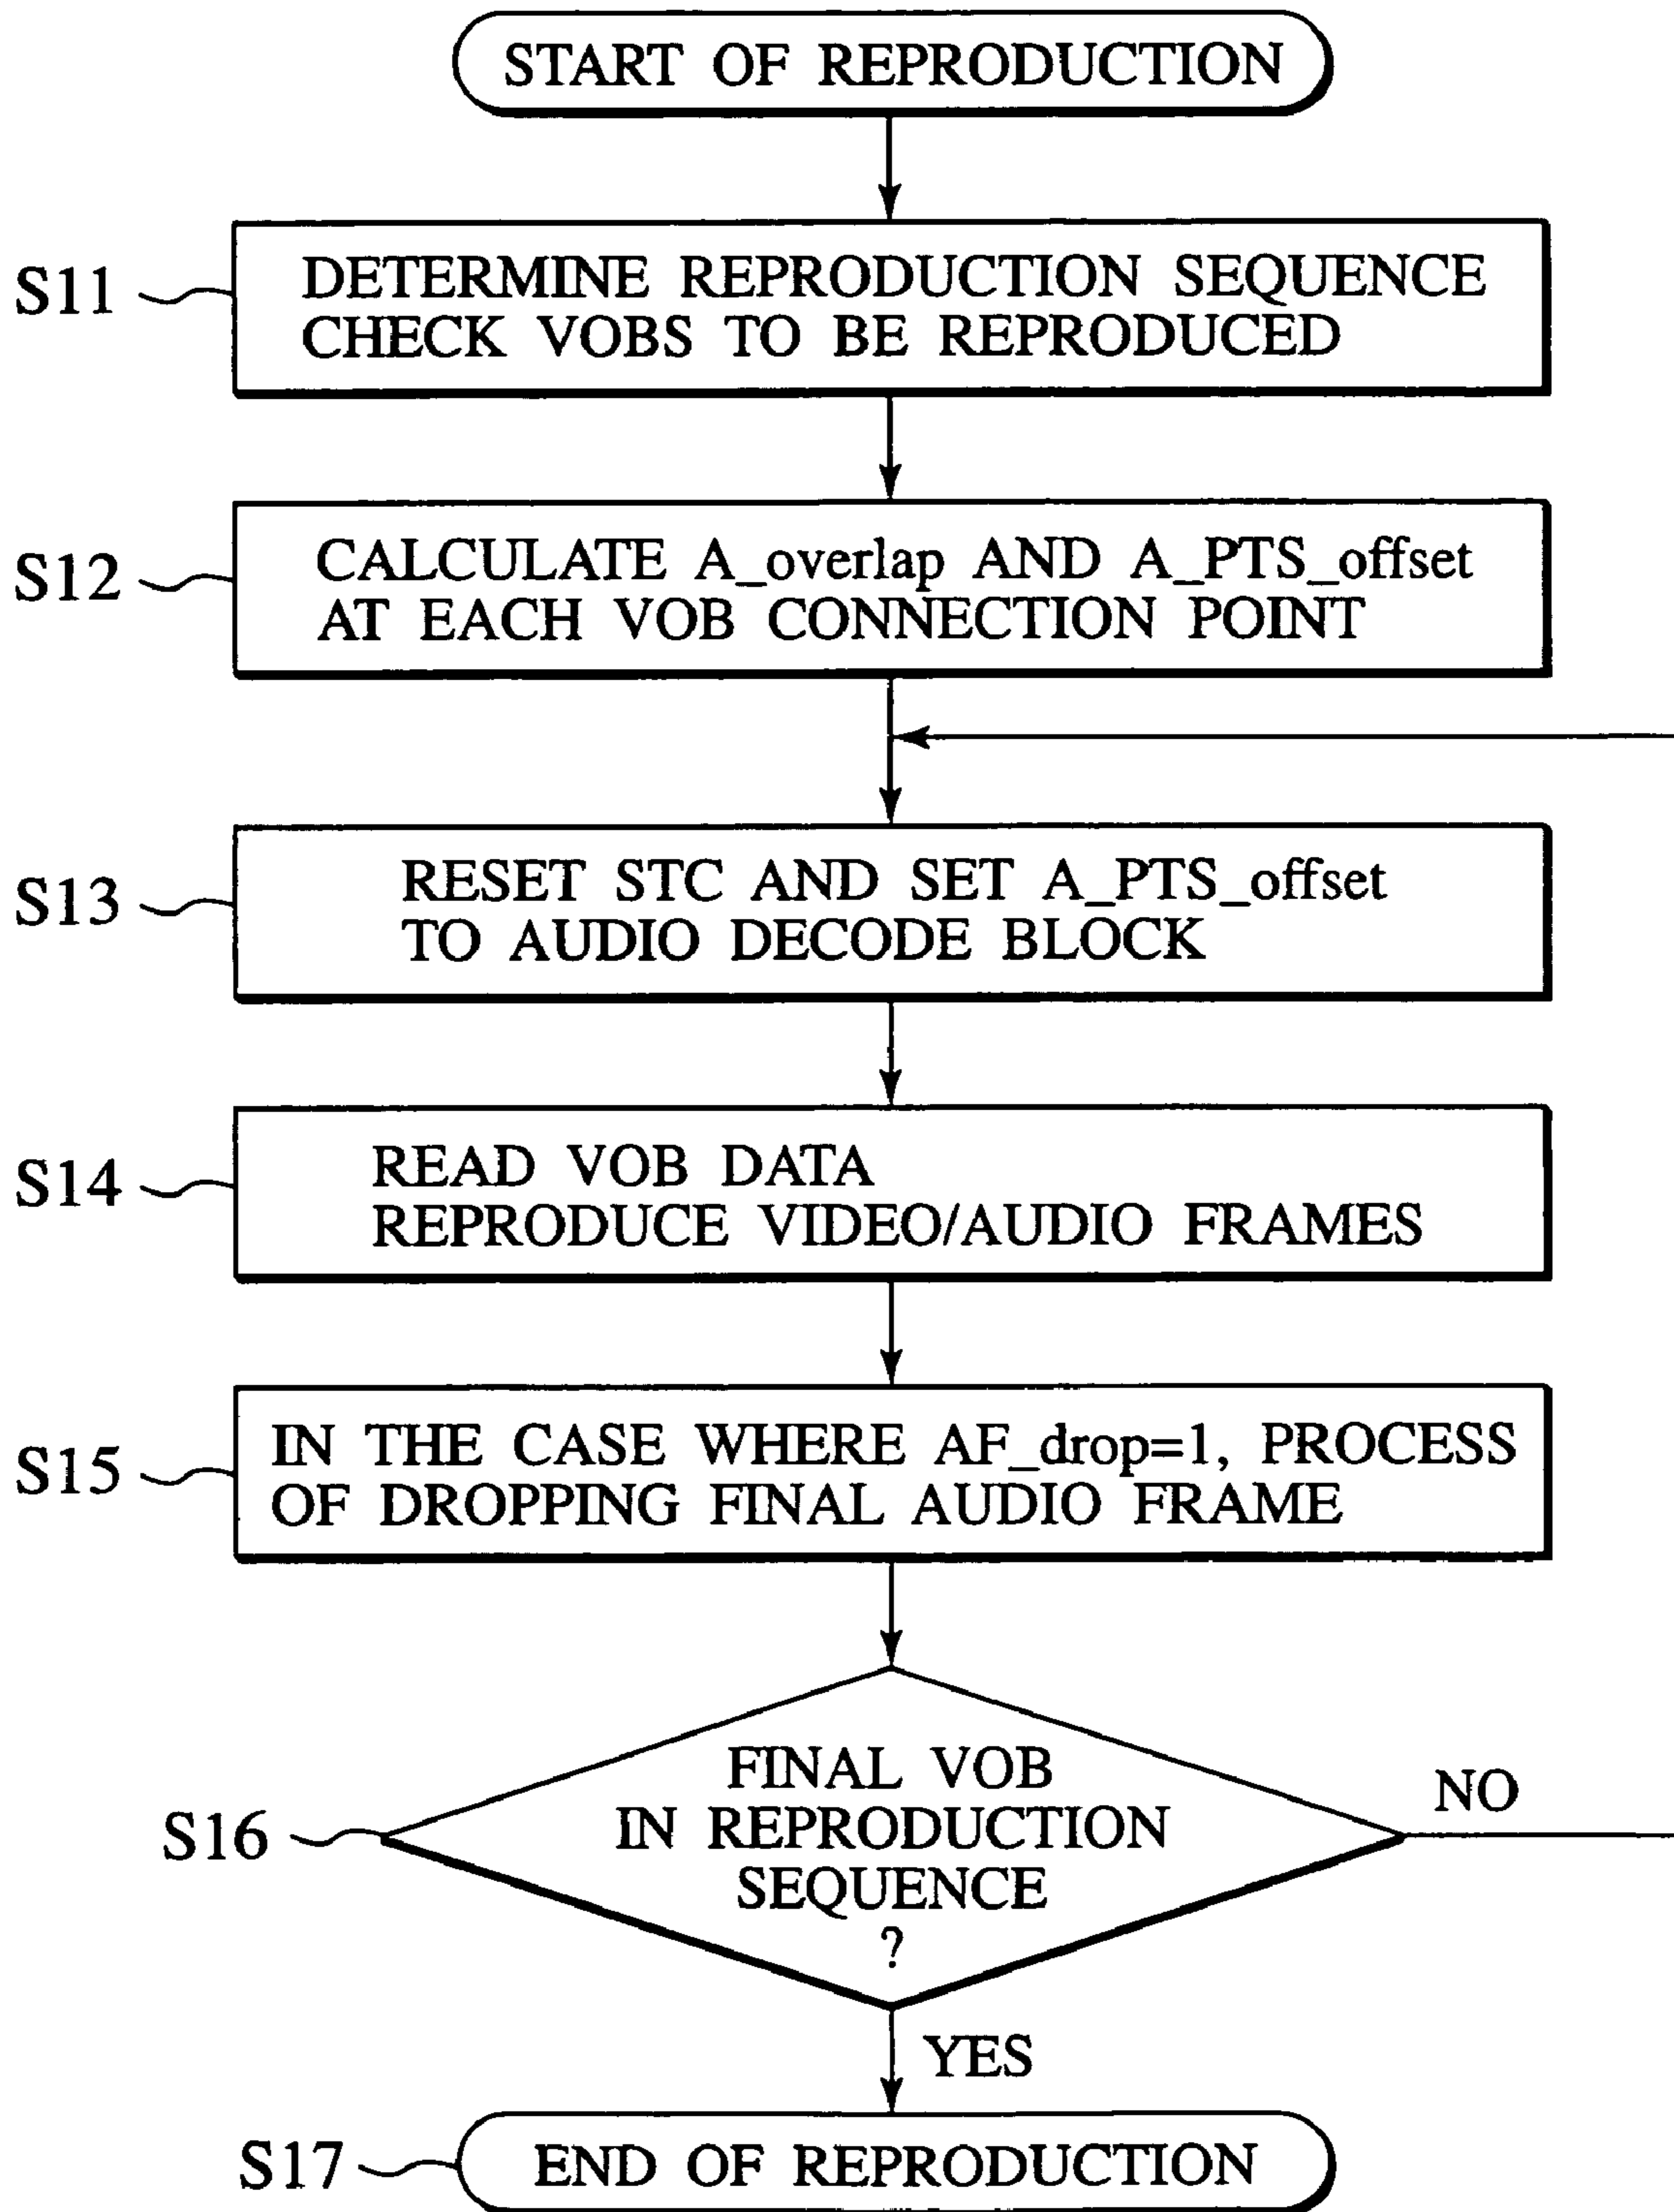 START OF REPRODUCTION
S11
DETERMINE REPRODUCTION SEQUENCE
CHECK VOBS TO BE REPRODUCED
S12
CALCULATE A_overlap AND A_PTS_offset
AT EACH VOB CONNECTION POINT
S13
RESET STC AND SET A_PTS_offset
TO AUDIO DECODE BLOCK
S14
READ VOB DATA
REPRODUCE VIDEO/AUDIO FRAMES
S15
IN THE CASE WHERE AF_drop=1, PROCESS
OF DROPPING FINAL AUDIO FRAME
S16
FINAL VOB
IN REPRODUCTION
SEQUENCE
?
NO
YES
S17
END OF REPRODUCTION